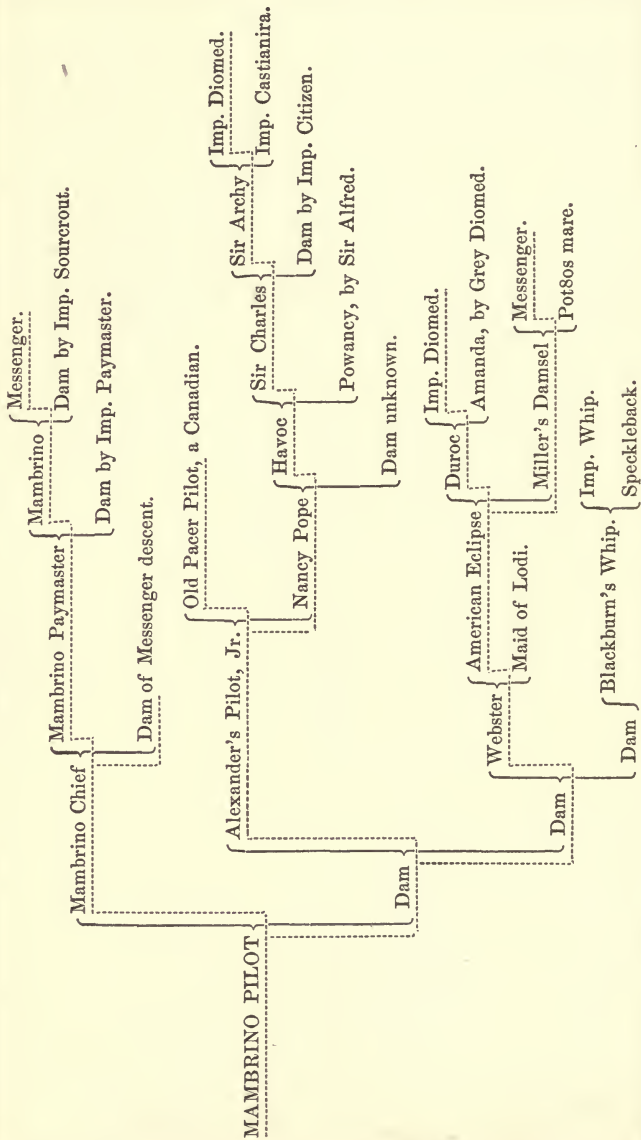 MAMBRINO PILOT
Mambrino Chief
Mambrino Paymaster
Mambrino
Messenger.
Dam by Imp. Sourcrout.
Dam by Imp. Paymaster.
Dam of Messenger descent.
Dam
Alexander's Pilot, Jr.
Old Pacer Pilot, a Canadian.
Nancy Pope
Havoc
Sir Charles
Sir Archy
Imp. Diomed.
Imp. Castianira.
Dam by Imp. Citizen.
Powancy, by Sir Alfred.
Dam unknown.
Dam
Webster
American Eclipse
Duroc
Imp. Diomed.
Amanda, by Grey Diomed.
Miller's Damsel
Messenger.
Pot8os mare.
Maid of Lodi.
Dam
Blackburn's Whip.
Imp. Whip.
Speckleback.